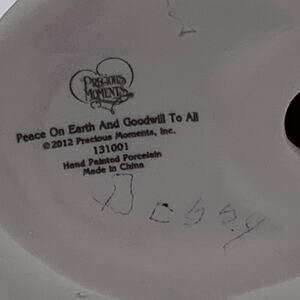 PRECIOUS
MOMENTS
Peace On Earth And Goodwill To All
©2012 Precious Moments, Inc.
131001
Hand Painted Porcelain
Made in China
Debby